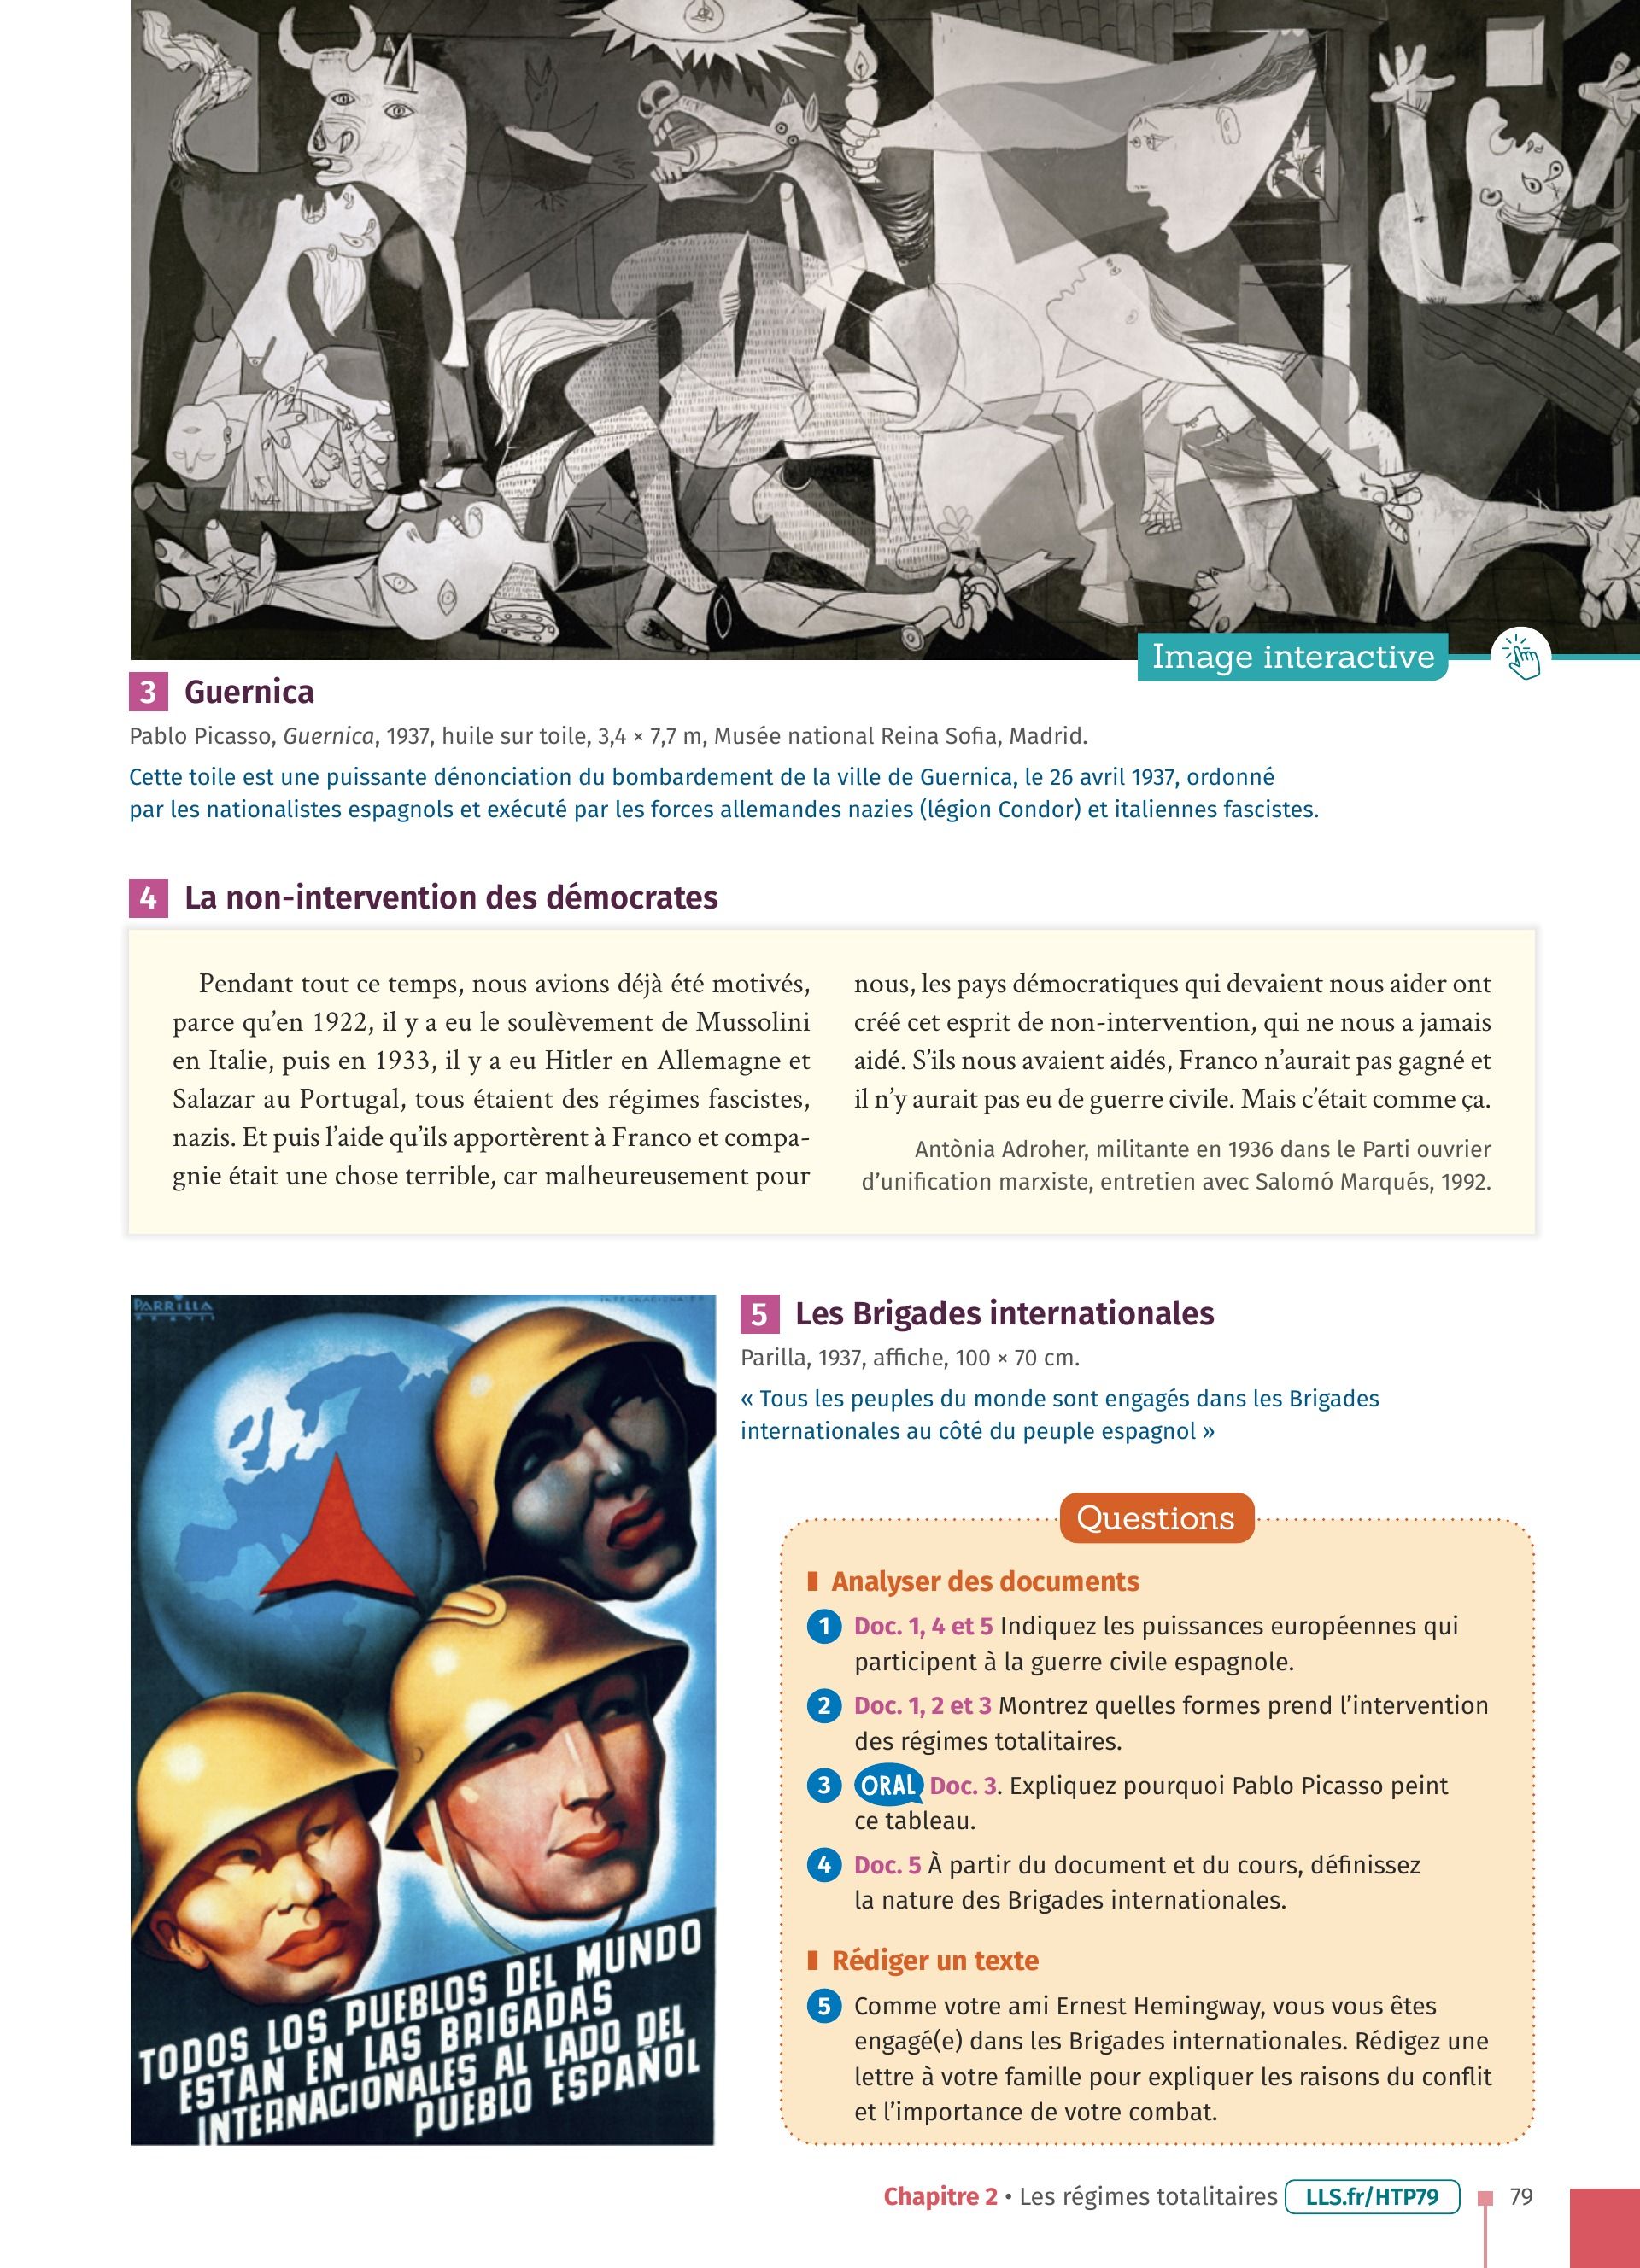 Image interactive
3 Guernica
Pablo Picasso, Guernica, 1937, huile sur toile, 3,4 × 7,7 m, Musée national Reina Sofia, Madrid.
Cette toile est une puissante dénonciation du bombardement de la ville de Guernica, le 26 avril 1937, ordonné
par les nationalistes espagnols et exécuté par les forces allemandes nazies (légion Condor) et italiennes fascistes.
4 La non-intervention des démocrates
Pendant tout ce temps, nous avions déjà été motivés,
parce qu’en 1922, il y a eu le soulèvement de Mussolini
en Italie, puis en 1933, il y a eu Hitler en Allemagne et
Salazar au Portugal, tous étaient des régimes fascistes,
nazis. Et puis l’aide qu’ils apportèrent à Franco et compa-
gnie était une chose terrible, car malheureusement pour
nous, les pays démocratiques qui devaient nous aider ont
créé cet esprit de non-intervention, qui ne nous a jamais
aidé. S’ils nous avaient aidés, Franco n’aurait pas gagné et
il n’y aurait pas eu de guerre civile. Mais c’était comme ça.
Antònia Adroher, militante en 1936 dans le Parti ouvrier
d’unification marxiste, entretien avec Salomó Marqués, 1992.
PARRILLA
TODOS LOS PUEBLOS DEL MUNDO
ESTAN EN LAS BRIGADAS
INTERNACIONALES AL LADO DEL
PUEBLO ESPAÑOL
5 Les Brigades internationales
Parilla, 1937, affiche, 100 × 70 cm.
« Tous les peuples du monde sont engagés dans les Brigades
internationales au côté du peuple espagnol »
Questions
Analyser des documents
1 Doc. 1, 4 et 5 Indiquez les puissances européennes qui
participent à la guerre civile espagnole.
2 Doc. 1, 2 et 3 Montrez quelles formes prend l’intervention
des régimes totalitaires.
3 ORAL Doc. 3. Expliquez pourquoi Pablo Picasso peint
ce tableau.
4 Doc. 5 À partir du document et du cours, définissez
la nature des Brigades internationales.
Rédiger un texte
5 Comme votre ami Ernest Hemingway, vous vous êtes
engagé(e) dans les Brigades internationales. Rédigez une
lettre à votre famille pour expliquer les raisons du conflit
et l’importance de votre combat.
Chapitre 2 • Les régimes totalitaires LLS.fr/HTP79 79